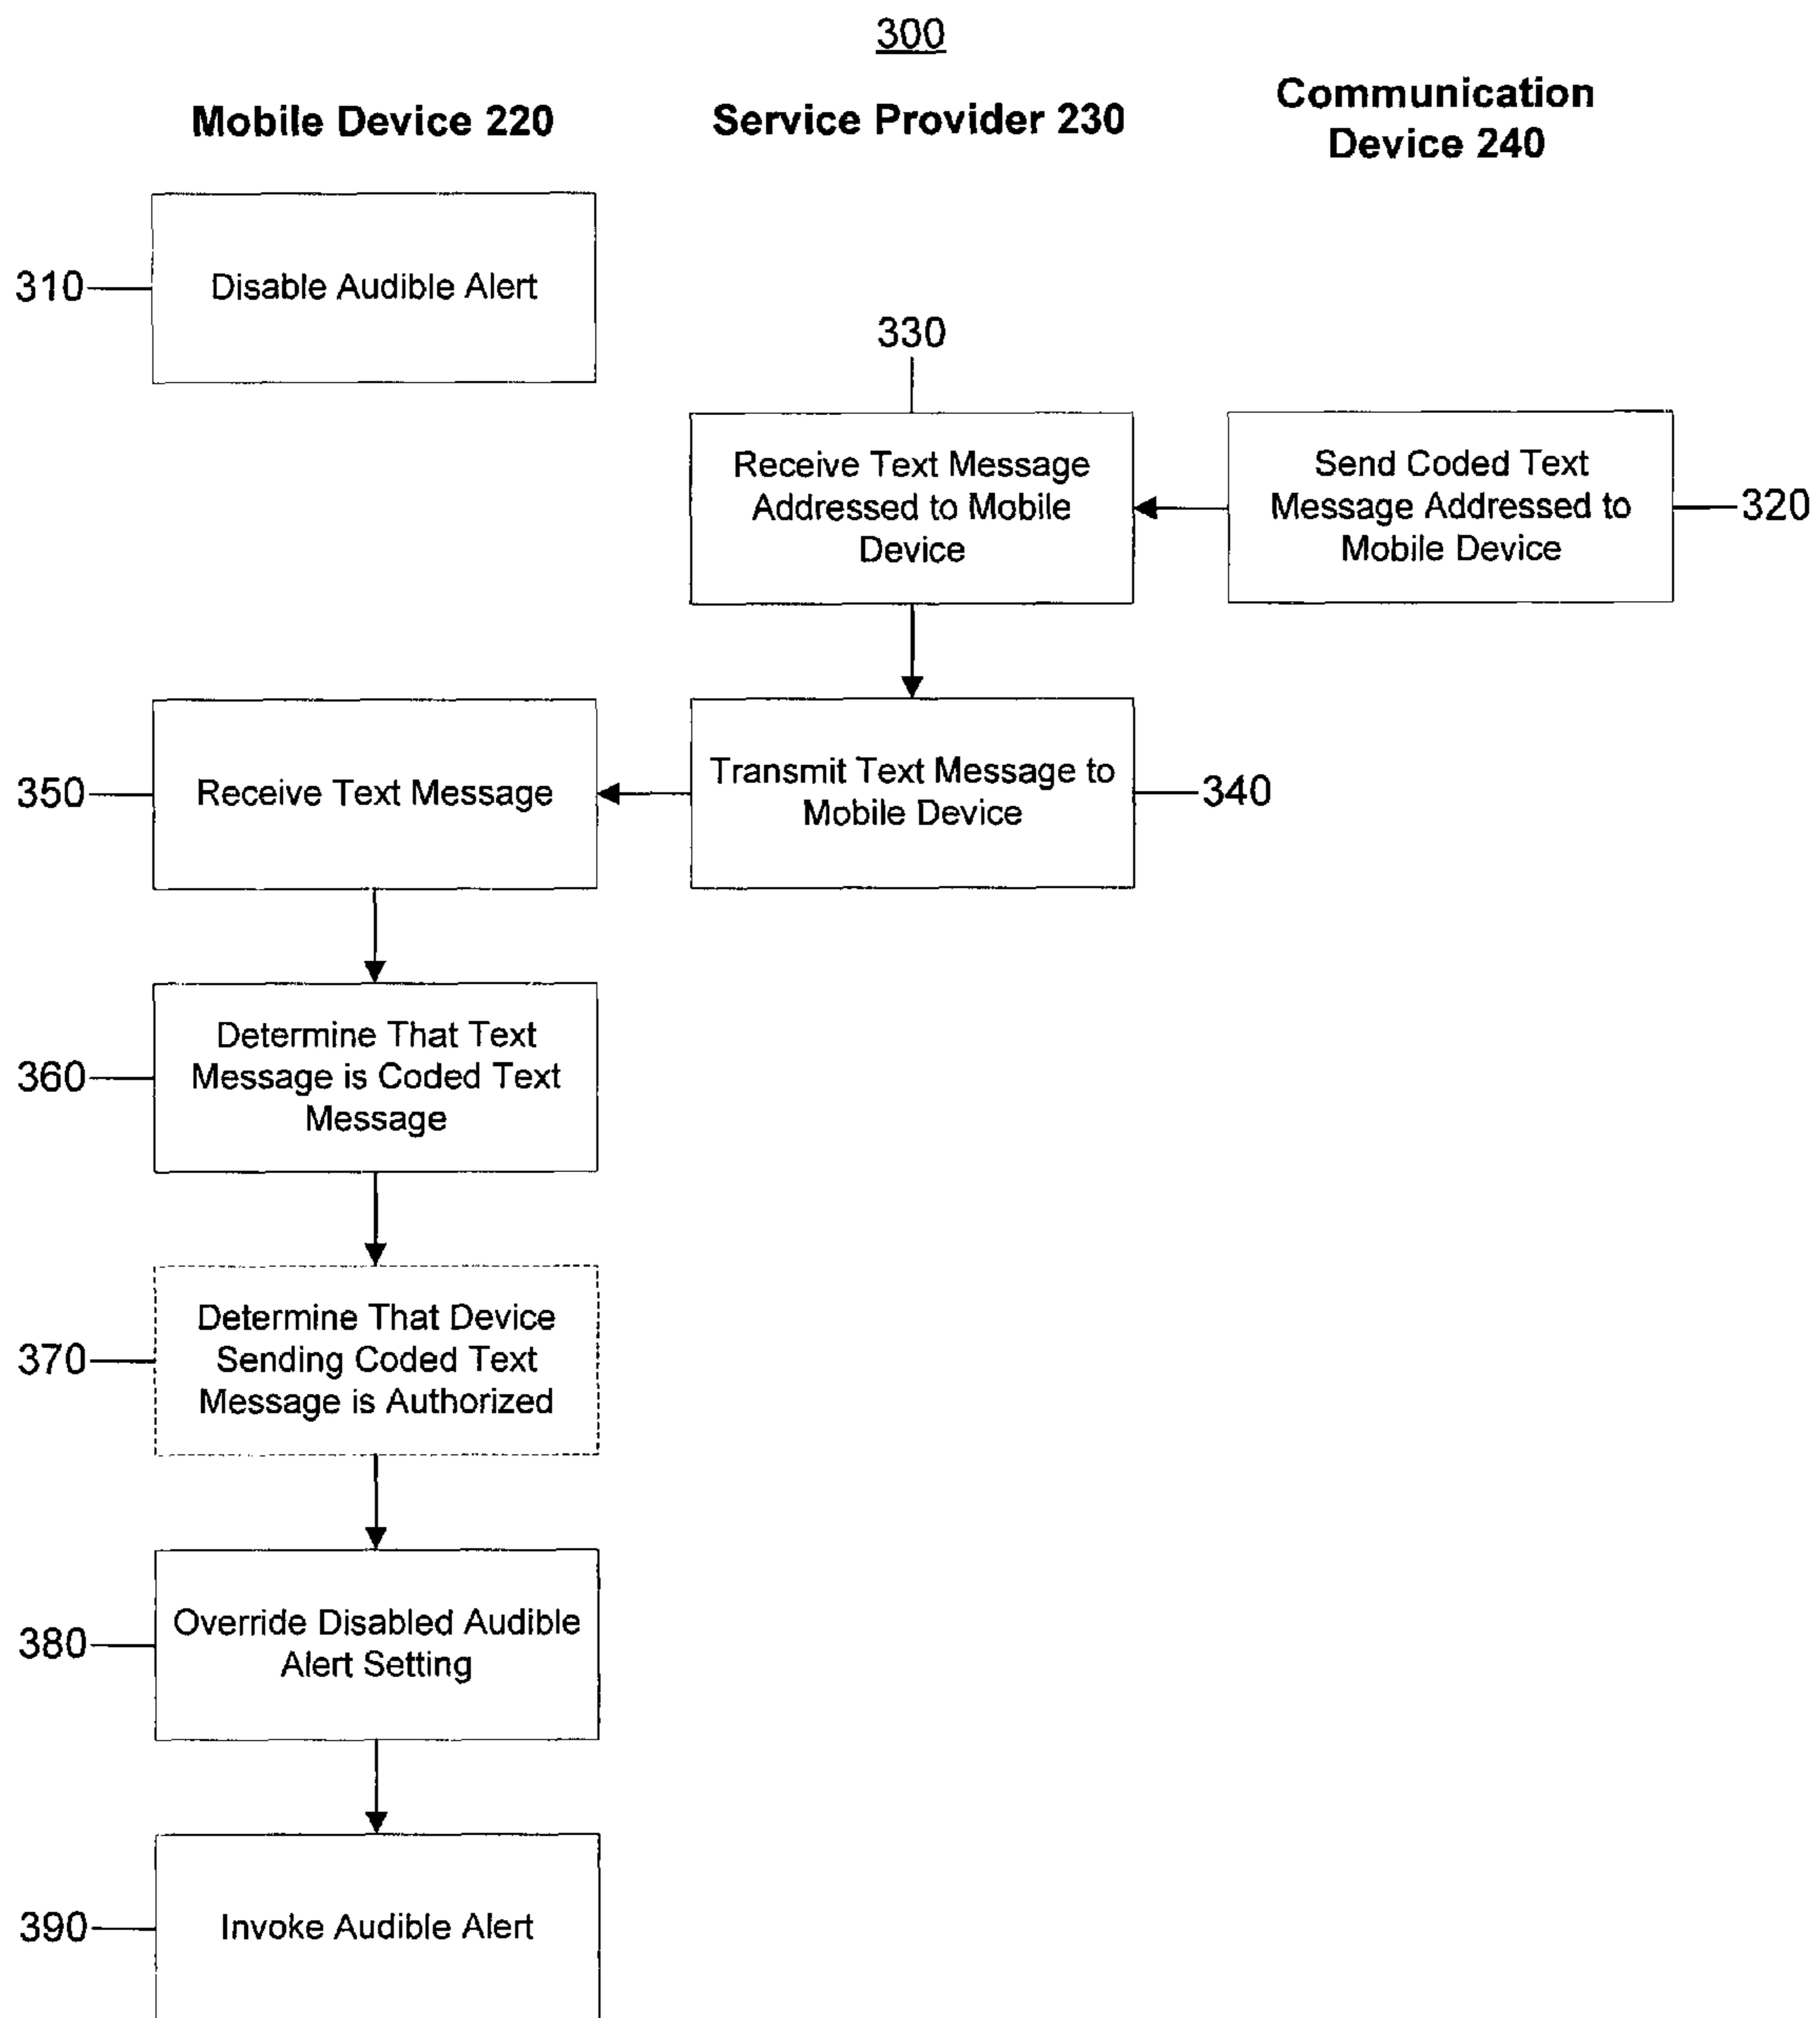 300
Mobile Device 220
Service Provider 230
Communication
Device 240
310
Disable Audible Alert
330
Receive Text Message
Addressed to Mobile
Device
Send Coded Text
Message Addressed to
Mobile Device
320
350
Receive Text Message
Transmit Text Message to
Mobile Device
340
360
Determine That Text
Message is Coded Text
Message
370
Determine That Device
Sending Coded Text
Message is Authorized
380
Override Disabled Audible
Alert Setting
390
Invoke Audible Alert